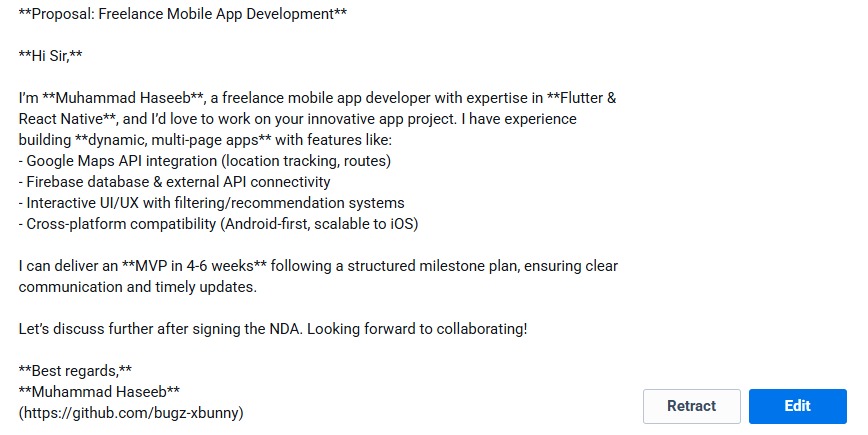 **Proposal: Freelance Mobile App Development**
**Hi Sir,**
I’m **Muhammad Haseeb**, a freelance mobile app developer with expertise in **Flutter &
React Native**, and I’d love to work on your innovative app project. I have experience
building **dynamic, multi-page apps** with features like:
- Google Maps API integration (location tracking, routes)
- Firebase database & external API connectivity
- Interactive UI/UX with filtering/recommendation systems
- Cross-platform compatibility (Android-first, scalable to iOS)
I can deliver an **MVP in 4-6 weeks** following a structured milestone plan, ensuring clear
communication and timely updates.
Let’s discuss further after signing the NDA. Looking forward to collaborating!
**Best regards,**
**Muhammad Haseeb**
(https://github.com/bugz-xbunny)
Retract
Edit